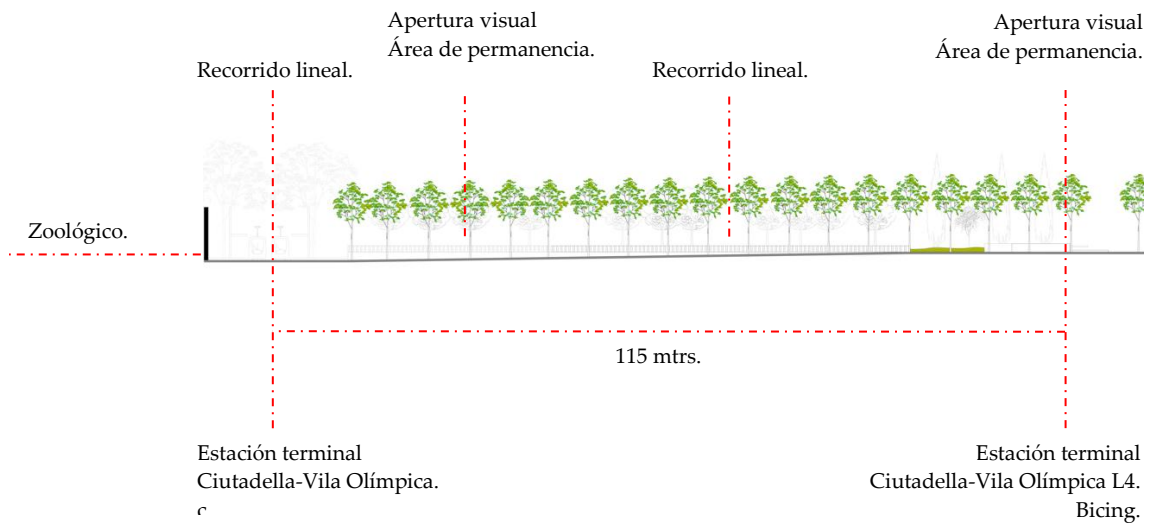 Apertura visual
Área de permanencia.
Apertura visual
Área de permanencia.
Recorrido lineal.
Recorrido lineal.
Zoológico.
115 mtrs.
Estación terminal
Ciutadella-Vila Olímpica.
Estación terminal
Ciutadella-Vila Olímpica L4.
Bicing.